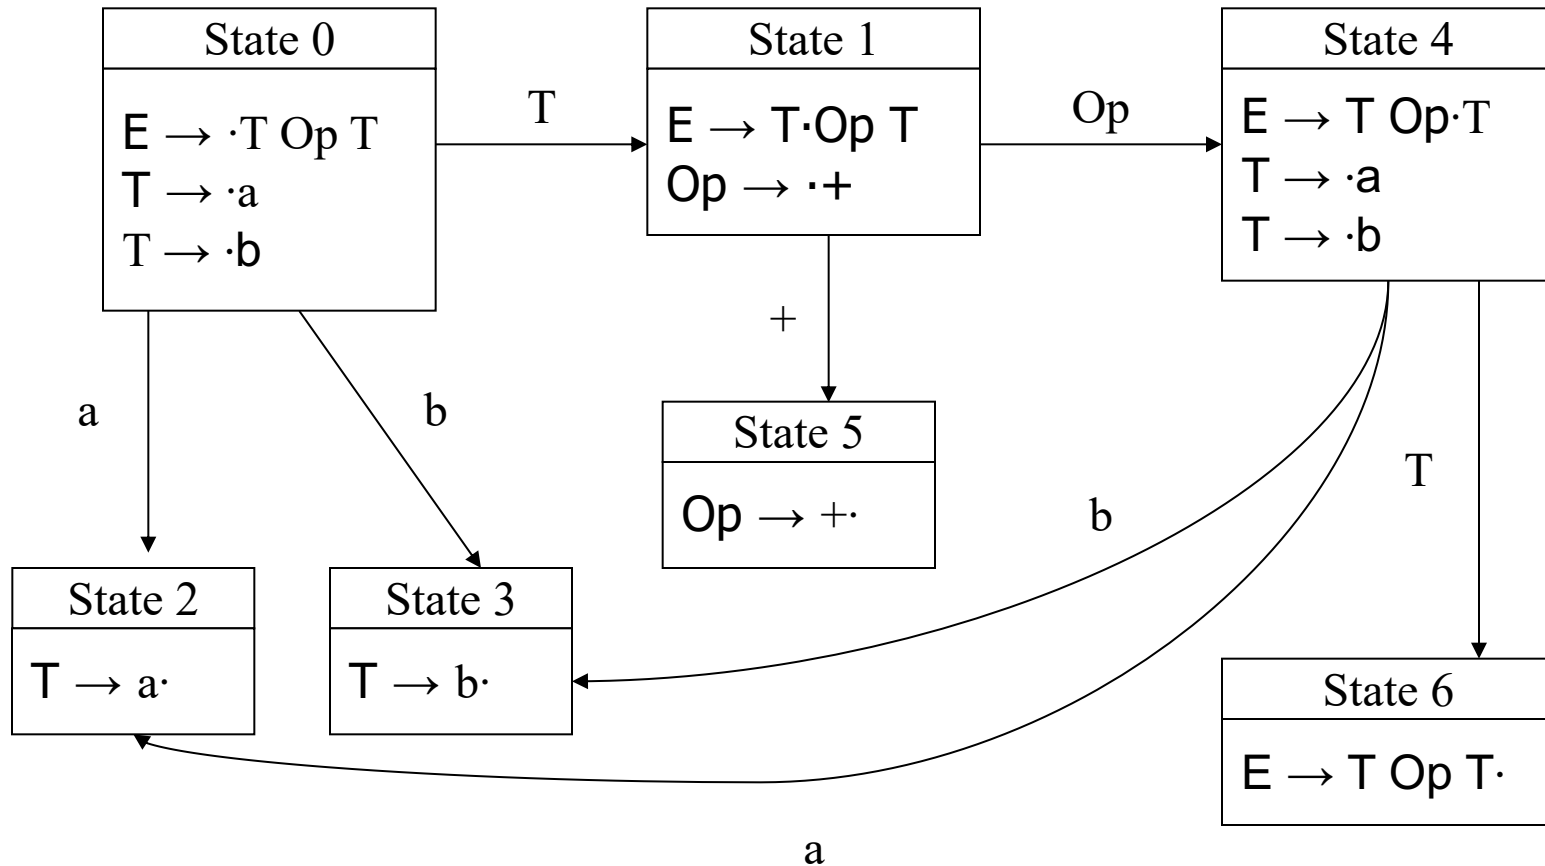 State 0
E → ·T Op T
T → ·a
T → ·b
T
State 1
E → T·Op T
Op → ·+
Op
State 4
E → T Op·T
T → ·a
T → ·b
a
b
+
State 5
Op → +·
b
T
State 2
T → a·
State 3
T → b·
State 6
E → T Op T·
a